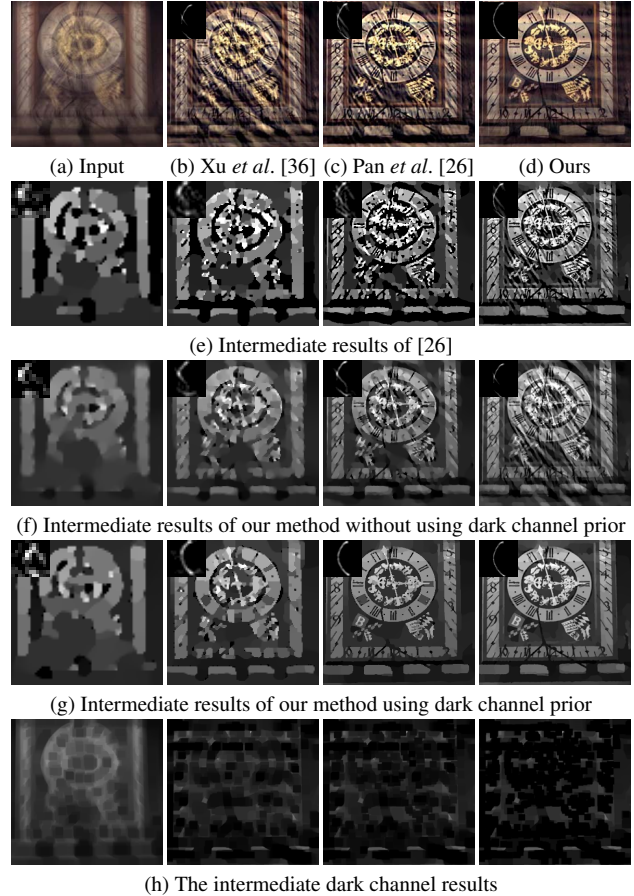 (a) Input
(b) Xu et al. [36]
(c) Pan et al. [26]
(d) Ours
(e) Intermediate results of [26]
(f) Intermediate results of our method without using dark channel prior
(g) Intermediate results of our method using dark channel prior
(h) The intermediate dark channel results